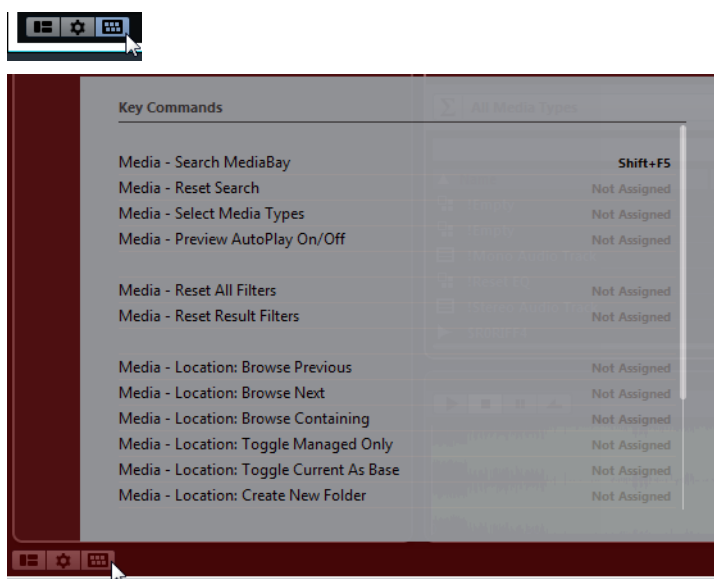 Key Commands
All Media Types
Media - Search MediaBay Shift+F5
Media - Reset Search Not Assigned
Media - Select Media Types Not Assigned
Media - Preview AutoPlay On/Off Not Assigned
Media - Reset All Filters Not Assigned
Media - Reset Result Filters Not Assigned
Media - Location: Browse Previous Not Assigned
Media - Location: Browse Next Not Assigned
Media - Location: Browse Containing Not Assigned
Media - Location: Toggle Managed Only Not Assigned
Media - Location: Toggle Current As Base Not Assigned
Media - Location: Create New Folder Not Assigned